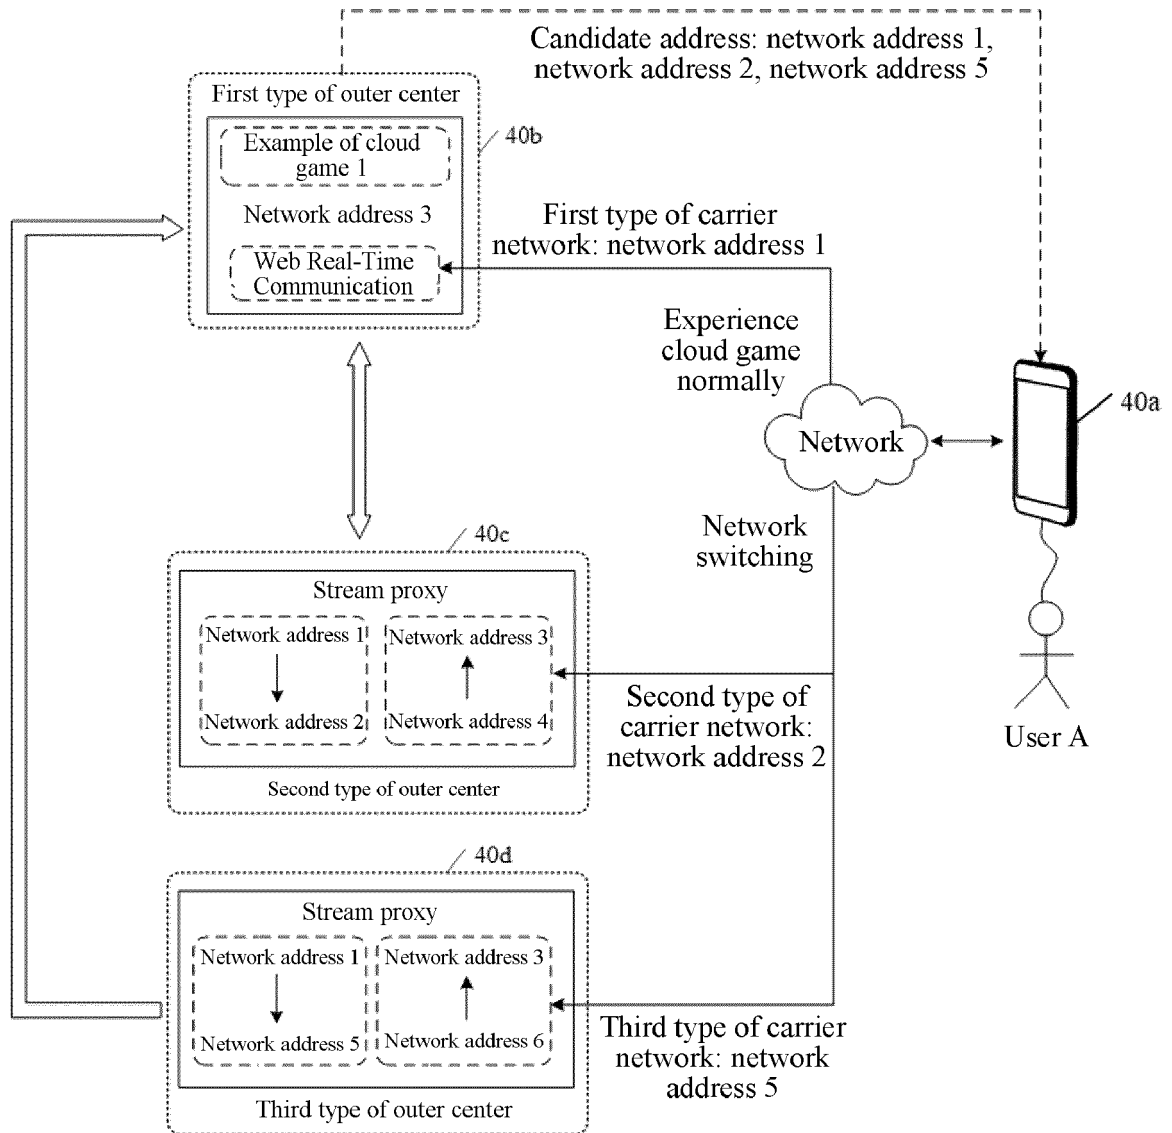 Candidate address: network address 1,
network address 2, network address 5
First type of outer center
40b
Example of cloud
game 1
Network address 3
Web Real-Time
Communication
First type of carrier
network: network address 1
Experience
cloud game
normally
Network
40a
Network
switching
User A
40c
Stream proxy
Network address 1
Network address 2
Network address 3
Network address 4
Second type of outer center
Second type of
carrier network:
network address 2
40d
Stream proxy
Network address 1
Network address 5
Network address 3
Network address 6
Third type of outer center
Third type of carrier
network: network
address 5